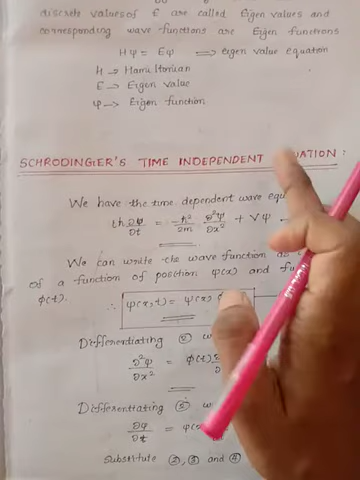 discrete values of E are called Eigen values and
corresponding wave functions are Eigen functions
Hψ = Eψ ⟹ eigen value equation
H → Hamiltonian
E → Eigen value
ψ → Eigen function
SCHRODINGER'S TIME INDEPENDENT EQUATION:
We have the time dependent wave
iħ ∂ψ/∂t = -ħ²/2m ∂²ψ/∂x² + Vψ
We can write the wave function as
of a function of position ψ(x) and
ϕ(t).
∴ ψ(x,t) = ψ(x)
Differentiating ②
∂²ψ/∂x² = ϕ(t)
Differentiating ②
∂ψ/∂t =
Substitute ②, ③ and ④